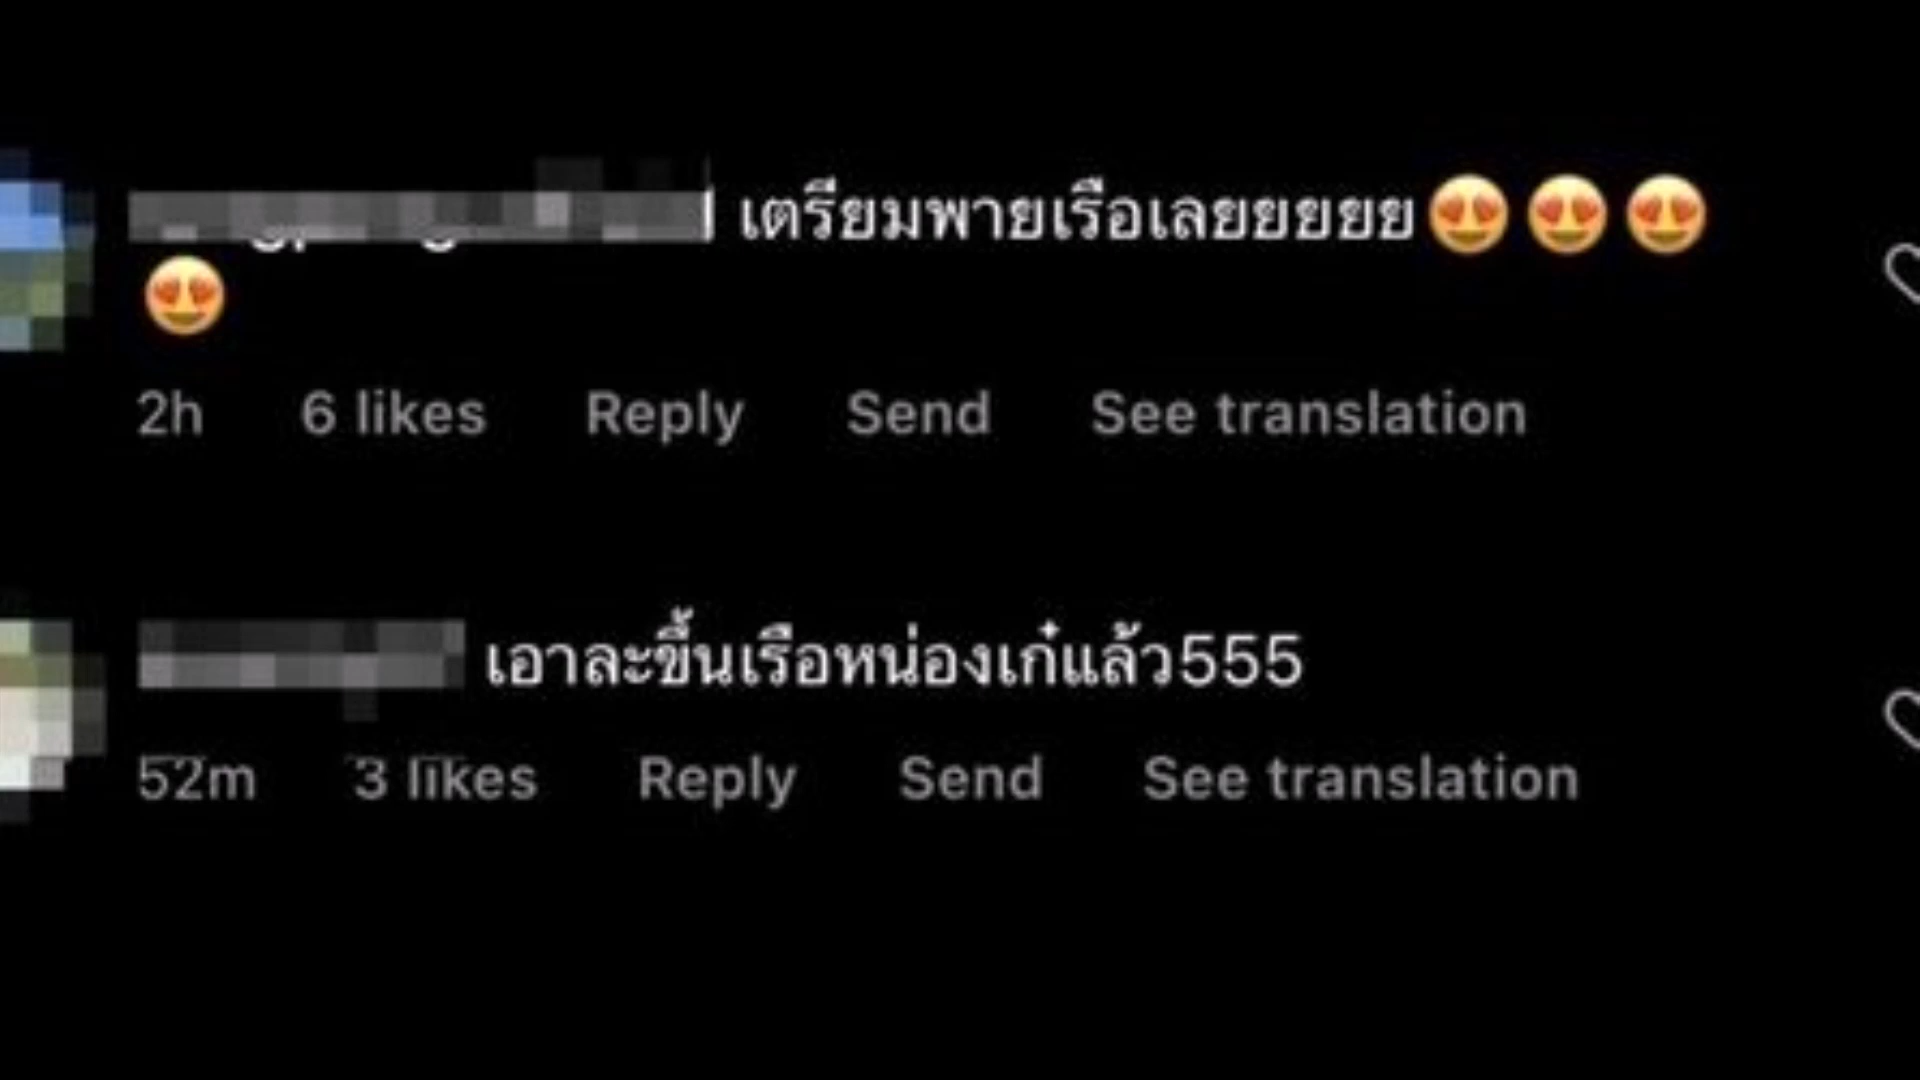 เตรียมพายเรือเลยยยยย😍😍😍
😍
2h 6 likes Reply Send See translation
เอาละขึ้นเรือหน่องเก๋แล้ว555
52m 3 likes Reply Send See translation